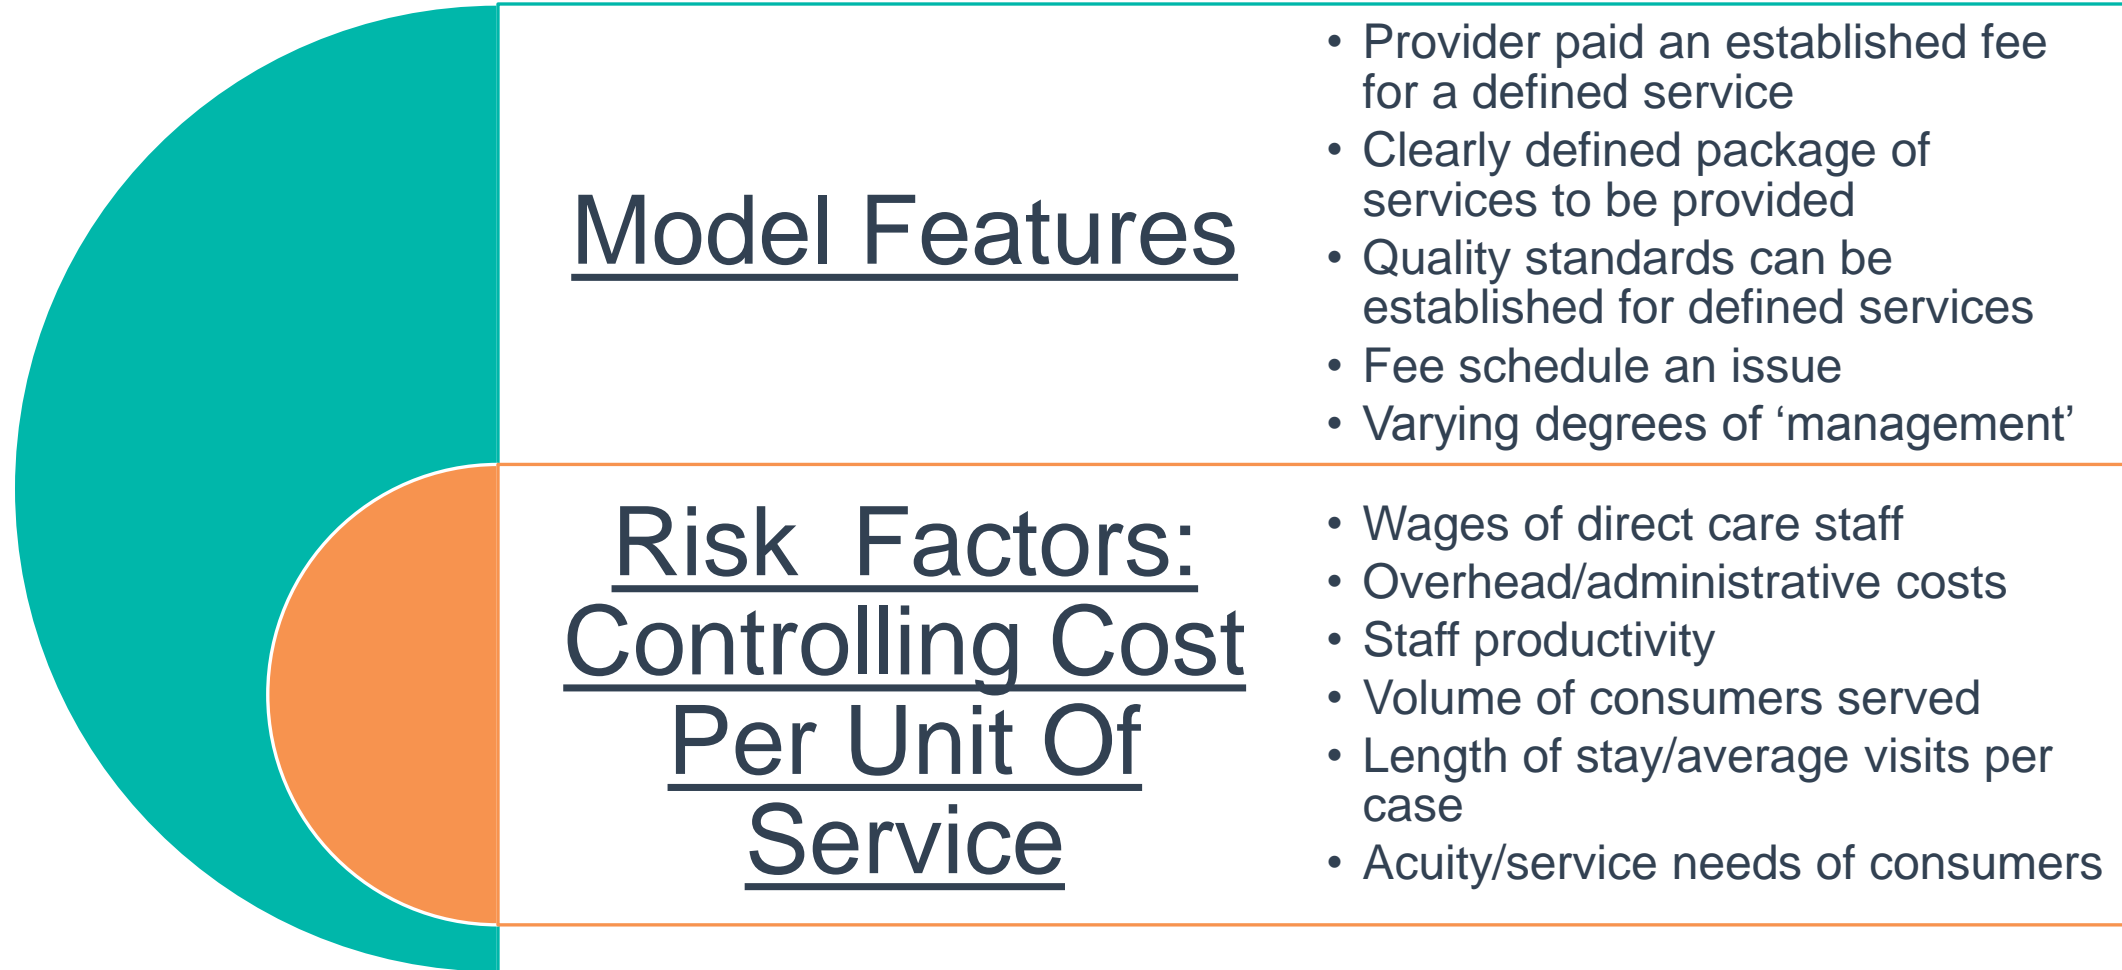 Model Features
• Provider paid an established fee
for a defined service
• Clearly defined package of
services to be provided
• Quality standards can be
established for defined services
• Fee schedule an issue
• Varying degrees of ‘management’
Risk  Factors:
Controlling Cost
Per Unit Of
Service
• Wages of direct care staff
• Overhead/administrative costs
• Staff productivity
• Volume of consumers served
• Length of stay/average visits per
case
• Acuity/service needs of consumers